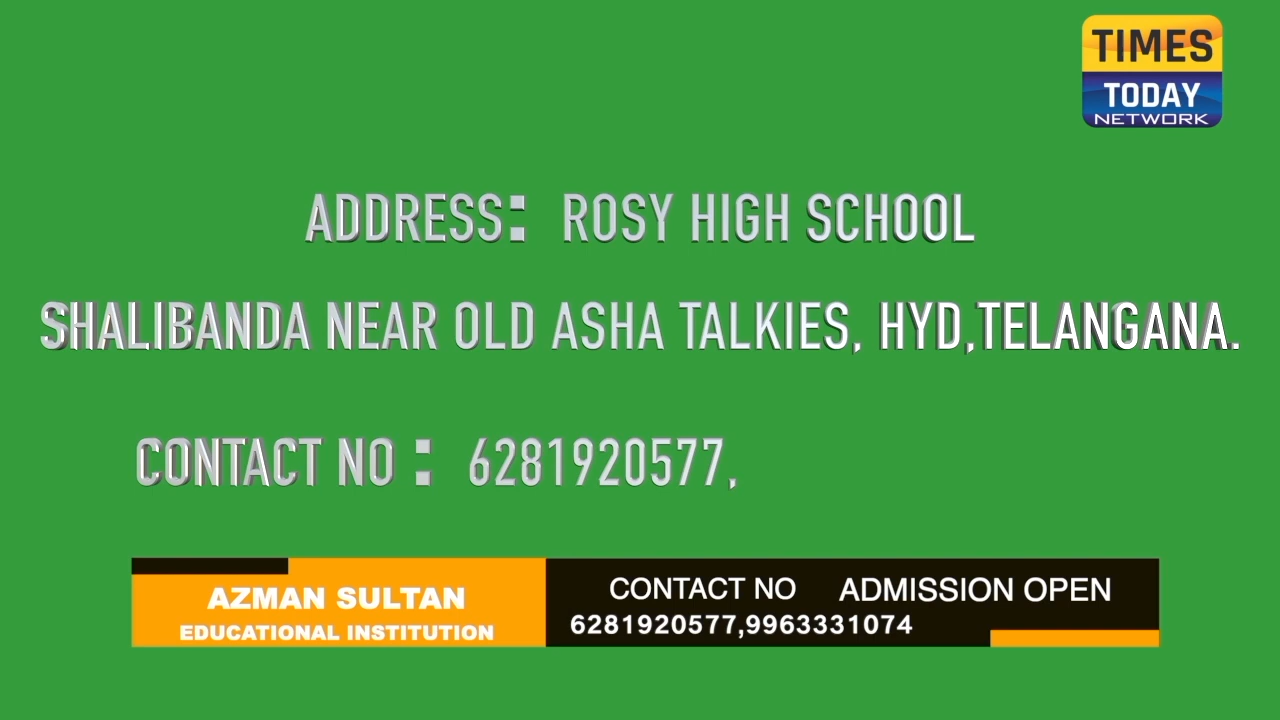 TIMES
TODAY
NETWORK
ADDRESS: ROSY HIGH SCHOOL
SHALIBANDA NEAR OLD ASHA TALKIES, HYD,TELANGANA.
CONTACT NO : 6281920577,
AZMAN SULTAN
EDUCATIONAL INSTITUTION
CONTACT NO ADMISSION OPEN
6281920577,9963331074